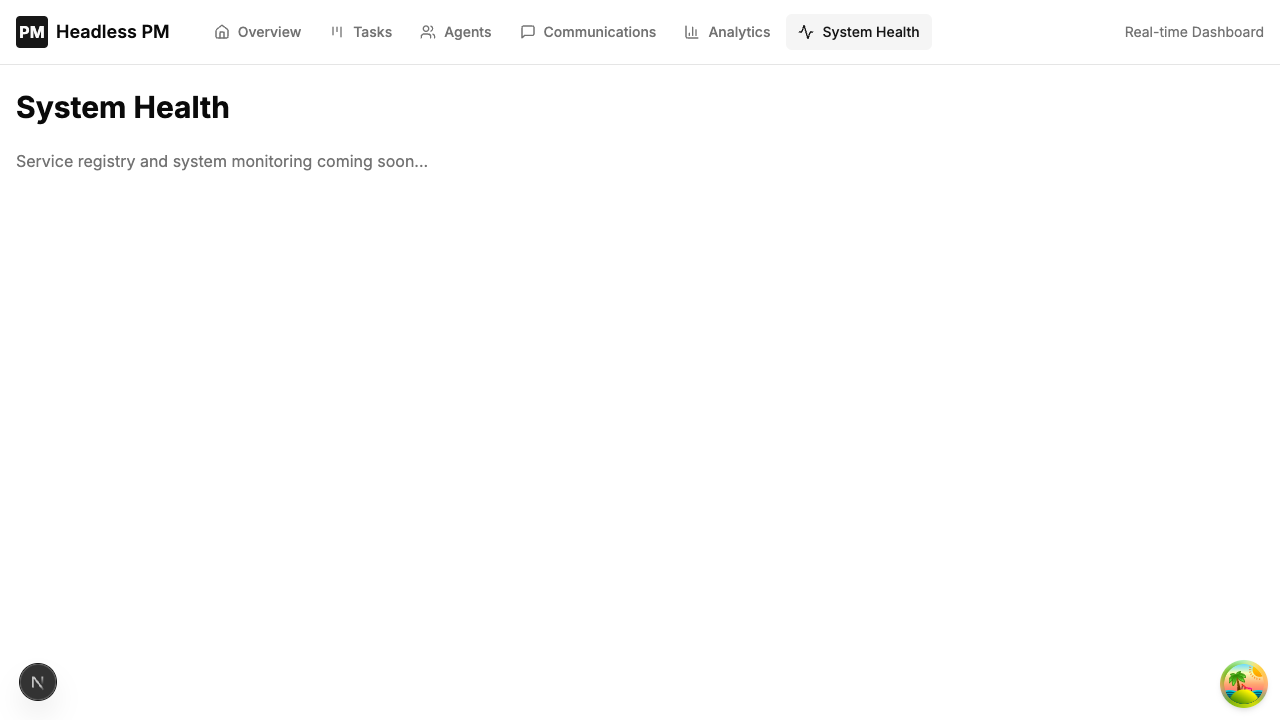 PM Headless PM Overview Tasks Agents Communications Analytics System Health Real-time Dashboard
System Health
Service registry and system monitoring coming soon...
N